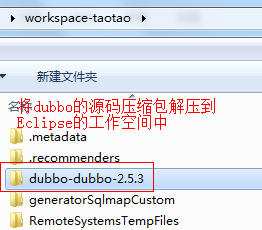 workspace-taotao
新建文件夹
名
将dubbo的源码压缩包解压到
Eclipse的工作空间中
.metadata
.recommenders
dubbo-dubbo-2.5.3
generatorSqlmapCustom
RemoteSystemsTempFiles